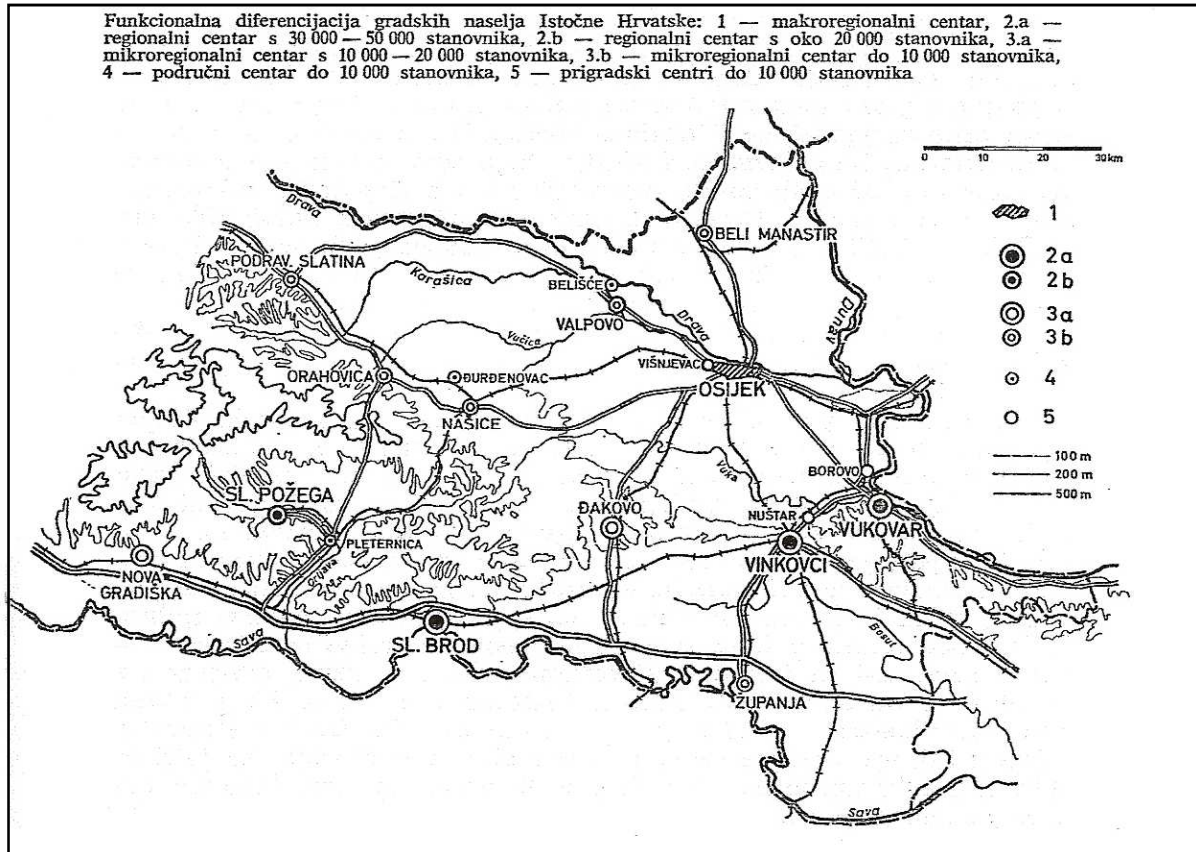 Funkcionalna diferencijacija gradskih naselja Istočne Hrvatske: 1 — makroregionalni centar, 2.a —
regionalni centar s 30 000 — 50 000 stanovnika, 2.b — regionalni centar s oko 20 000 stanovnika, 3.a —
mikroregionalni centar s 10 000 — 20 000 stanovnika, 3.b — mikroregionalni centar do 10 000 stanovnika,
4 — područni centar do 10 000 stanovnika, 5 — prigradski centri do 10 000 stanovnika
0 10 20 30 km
Drava
1
BELI MANASTIR
2a
PODRAV. SLATINA
2b
Karašica
BELIŠĆE
3a
VALPOVO
Drava
Dunav
3b
Vučica
VIŠNJEVAC
ORAHOVICA
ĐURĐENOVAC
4
OSIJEK
NAŠICE
5
100 m
BOROVO
200 m
Vuka
500 m
SL. POŽEGA
ĐAKOVO
NUŠTAR
VUKOVAR
PLETERNICA
VINKOVCI
NOVA
GRADIŠKA
Orljava
Sava
SL. BROD
Bosut
ŽUPANJA
Sava